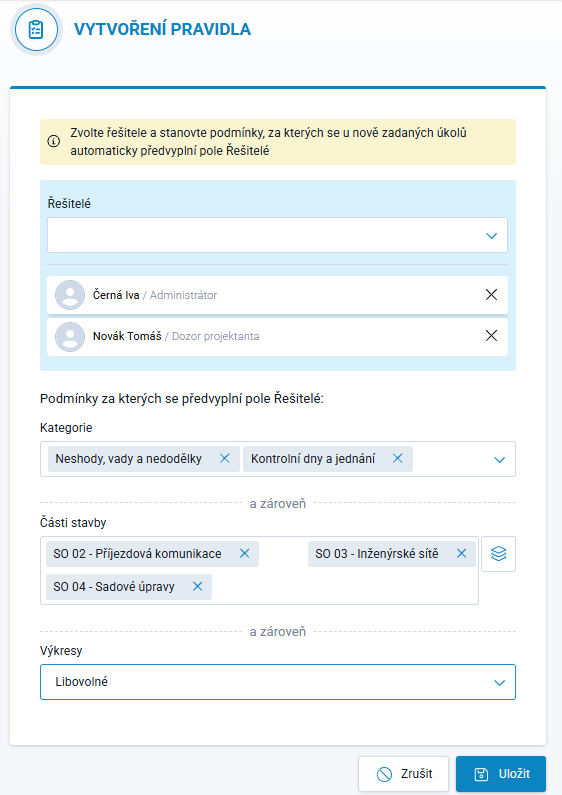 VYTVOŘENÍ PRAVIDLA
Zvolte řešitele a stanovte podmínky, za kterých se u nově zadaných úkolů
automaticky předvyplní pole Řešitelé
Řešitelé
Černá Iva / Administrátor
Novák Tomáš / Dozor projektanta
Podmínky za kterých se předvyplní pole Řešitelé:
Kategorie
Neshody, vady a nedodělky Kontrolní dny a jednání
a zároveň
Části stavby
SO 02 - Příjezdová komunikace SO 03 - Inženýrské sítě
SO 04 - Sadové úpravy
a zároveň
Výkresy
Libovolné
Zrušit Uložit